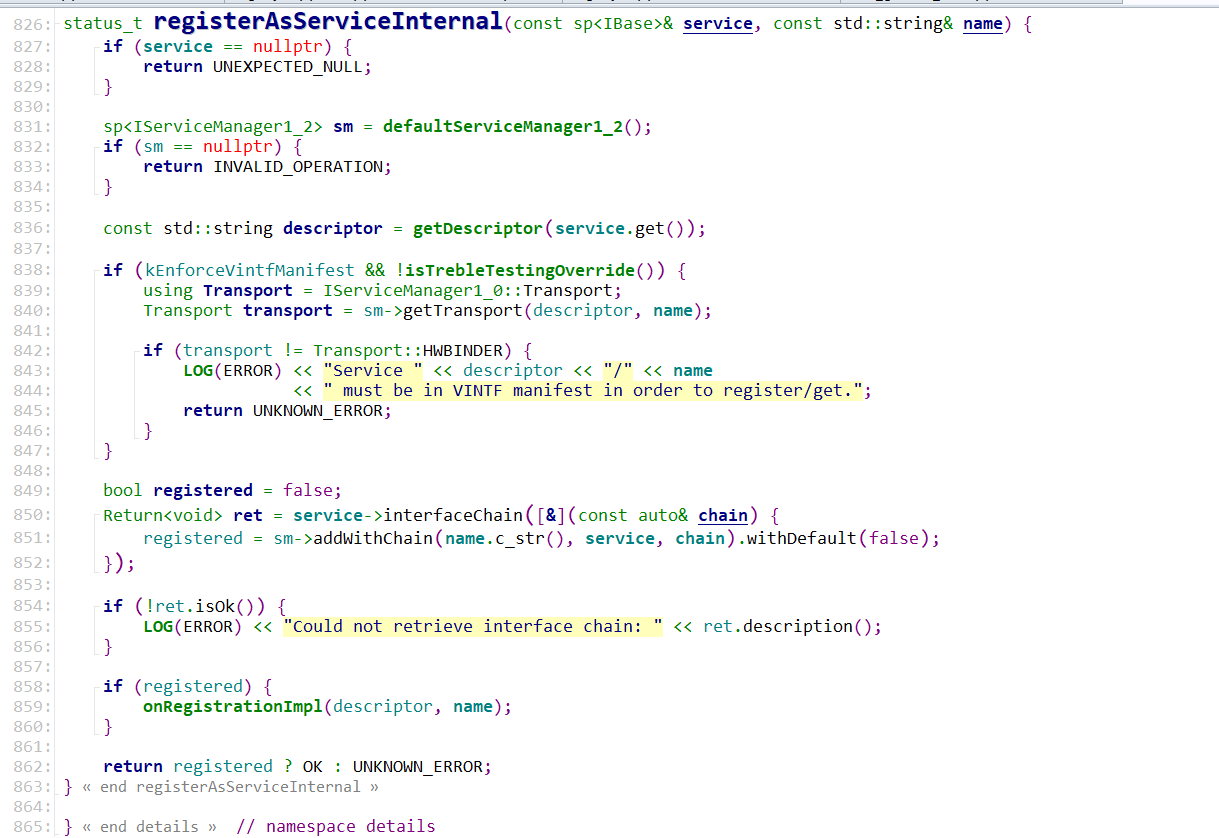 826: status_t registerAsServiceInternal(const sp<IBase>& service, const std::string& name) {
827:     if (service == nullptr) {
828:         return UNEXPECTED_NULL;
829:     }
830:
831:     sp<IServiceManager1_2> sm = defaultServiceManager1_2();
832:     if (sm == nullptr) {
833:         return INVALID_OPERATION;
834:     }
835:
836:     const std::string descriptor = getDescriptor(service.get());
837:
838:     if (kEnforceVintfManifest && !isTrebleTestingOverride()) {
839:         using Transport = IServiceManager1_0::Transport;
840:         Transport transport = sm->getTransport(descriptor, name);
841:
842:         if (transport != Transport::HWBINDER) {
843:             LOG(ERROR) << "Service " << descriptor << "/" << name
844:                        << " must be in VINTF manifest in order to register/get.";
845:             return UNKNOWN_ERROR;
846:         }
847:     }
848:
849:     bool registered = false;
850:     Return<void> ret = service->interfaceChain([&](const auto& chain) {
851:         registered = sm->addWithChain(name.c_str(), service, chain).withDefault(false);
852:     });
853:
854:     if (!ret.isOk()) {
855:         LOG(ERROR) << "Could not retrieve interface chain: " << ret.description();
856:     }
857:
858:     if (registered) {
859:         onRegistrationImpl(descriptor, name);
860:     }
861:
862:     return registered ? OK : UNKNOWN_ERROR;
863: } « end registerAsServiceInternal »
864:
865: } « end details »  // namespace details